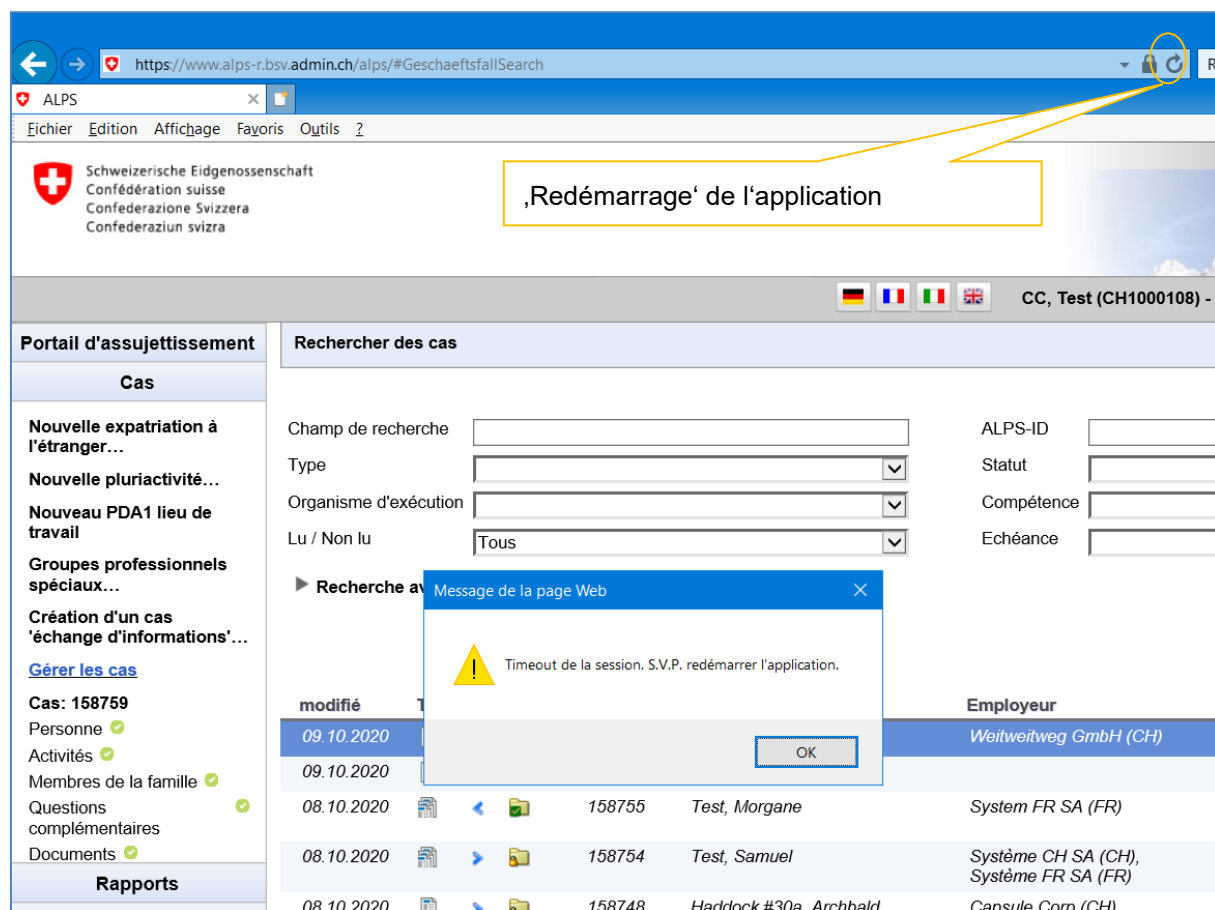 https://www.alps-r.bsv.admin.ch/alps/#GeschaeftsfallSearch
R
ALPS
Fichier Edition Affichage Favoris Outils ?
Schweizerische Eidgenossenschaft
Confédération suisse
Confederazione Svizzera
Confederaziun svizra
‚Redémarrage‘ de l‘application
CC, Test (CH1000108) -
Portail d'assujettissement
Rechercher des cas
Cas
Nouvelle expatriation à
l'étranger…
Nouvelle pluriactivité…
Nouveau PDA1 lieu de
travail
Groupes professionnels
spéciaux…
Création d'un cas
'échange d'informations'…
Gérer les cas
Cas: 158759
Personne
Activités
Membres de la famille
Questions
complémentaires
Documents
Rapports
Champ de recherche
ALPS-ID
Type
Statut
Organisme d'exécution
Compétence
Lu / Non lu
Tous
Echéance
Recherche
Message de la page Web
Timeout de la session. S.V.P. redémarrer l'application.
OK
modifié
Employeur
09.10.2020 Weitweitweg GmbH (CH)
09.10.2020
08.10.2020 158755 Test, Morgane System FR SA (FR)
08.10.2020 158754 Test, Samuel Système CH SA (CH),
Système FR SA (FR)
08.10.2020 158748 Haddock #30a, Archbald Capsule Corp (CH)